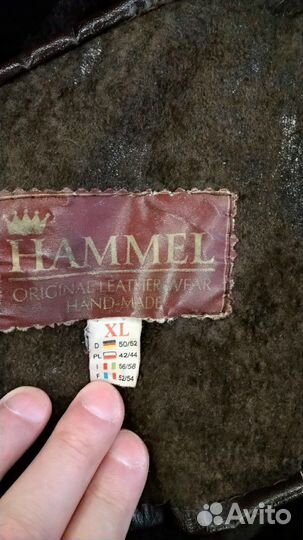 HAMMEL
ORIGINAL LEATHER WEAR
HAND-MADE
XL
D 50/52
PL 42/44
I 56/58
F 52/54
Avito